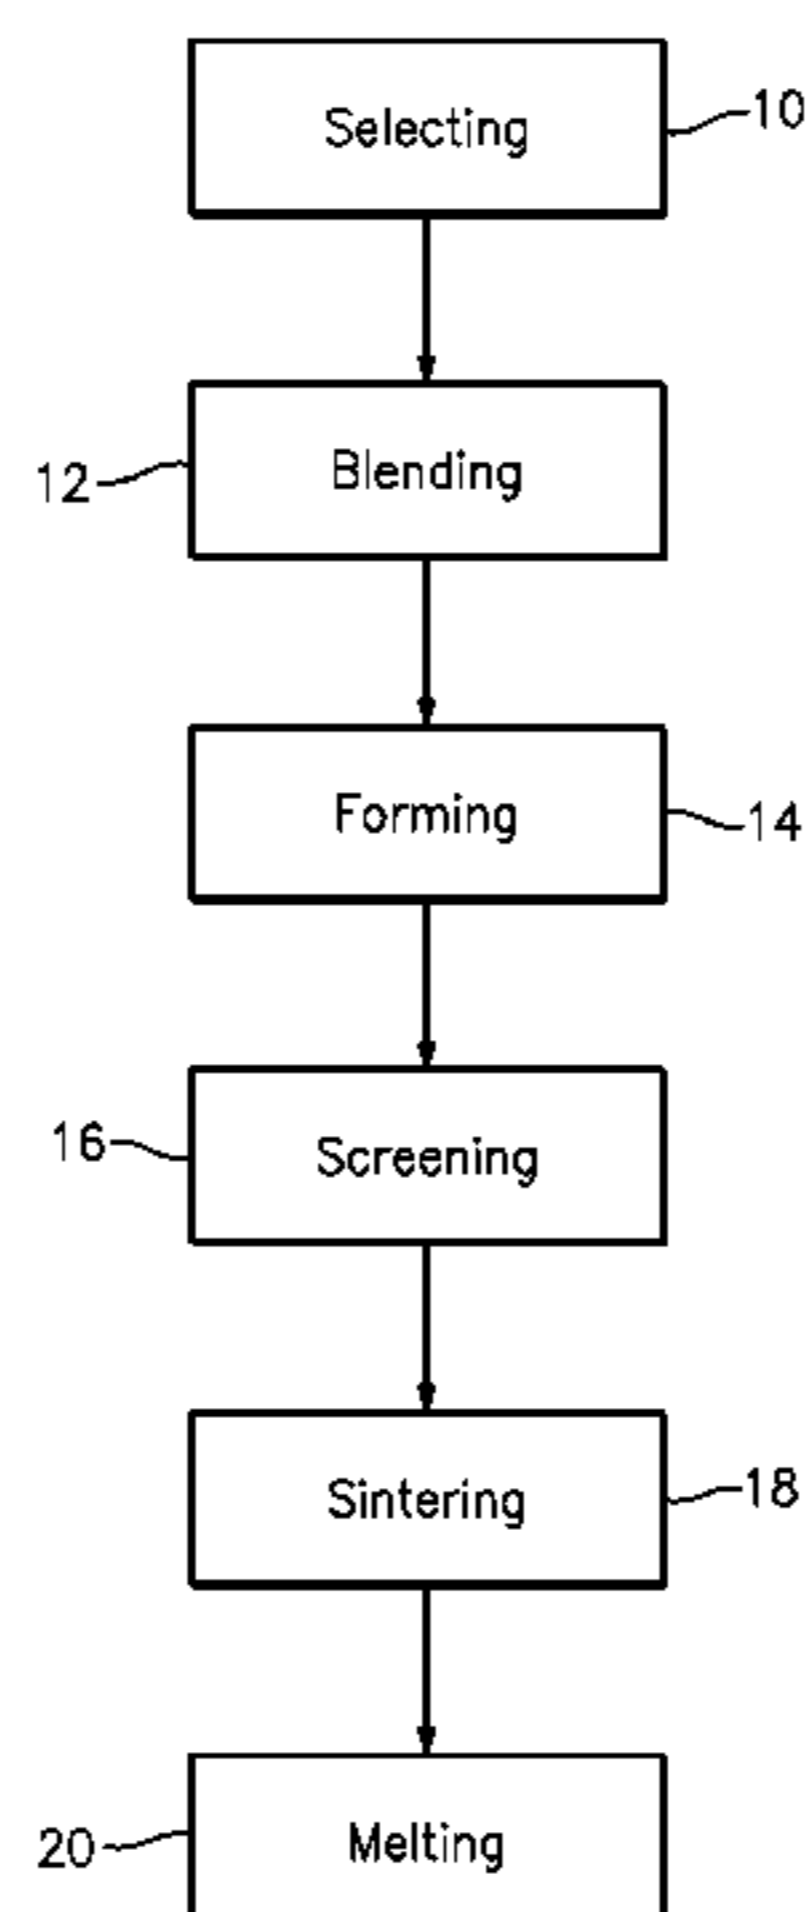 Selecting
10
12
Blending
Forming
14
16
Screening
Sintering
18
20
Melting